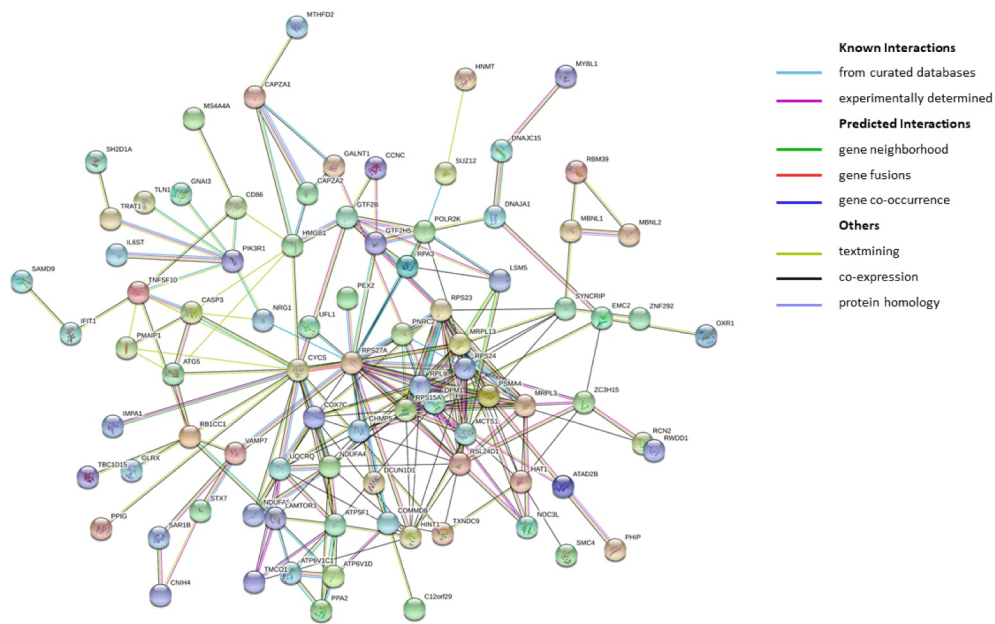 MTHFD2
HNMT
MYBL1
CAPZA1
MS4A4A
DNAJC15
SH2D1A
GALNT1
CCNC
SUZ12
RBM39
TLN1
GNAI3
CAPZA2
CD86
TRAT1
GTF2B
DNAJA1
POLR2K
MBNL1
MBNL2
HMGB1
GTF2H5
IL6ST
PIK3R1
RPA3
LSM5
SAMD9
TNFSF10
PEX2
CASP3
NRG1
RPS23
SYNCRIP
EMC2
ZNF292
OXR1
IFIT1
UFL1
PNRC2
PMAIP1
MRPL13
ATG5
CYCS
RPS27A
RPS24
RPL9
DPM1
PSMA4
RPS15A
MRPL3
ZC3H15
IMPA1
COX7C
CHMP5
MCTS1
RB1CC1
RCN2
RWDD1
VAMP7
TBC1D15
GLRX
UQCRQ
NDUFA4
RSL24D1
DCUN1D1
HAT1
ATAD2B
STX7
LAMTOR3
PPIG
SAR1B
ATP5F1
COMMD8
HINT1
TXNDC9
NOC3L
SMC4
PHIP
TMCO1
ATP6V1C1
ATP6V1D
CNIH4
PPA2
C12orf29
Known Interactions
from curated databases
experimentally determined
Predicted Interactions
gene neighborhood
gene fusions
gene co-occurrence
Others
textmining
co-expression
protein homology